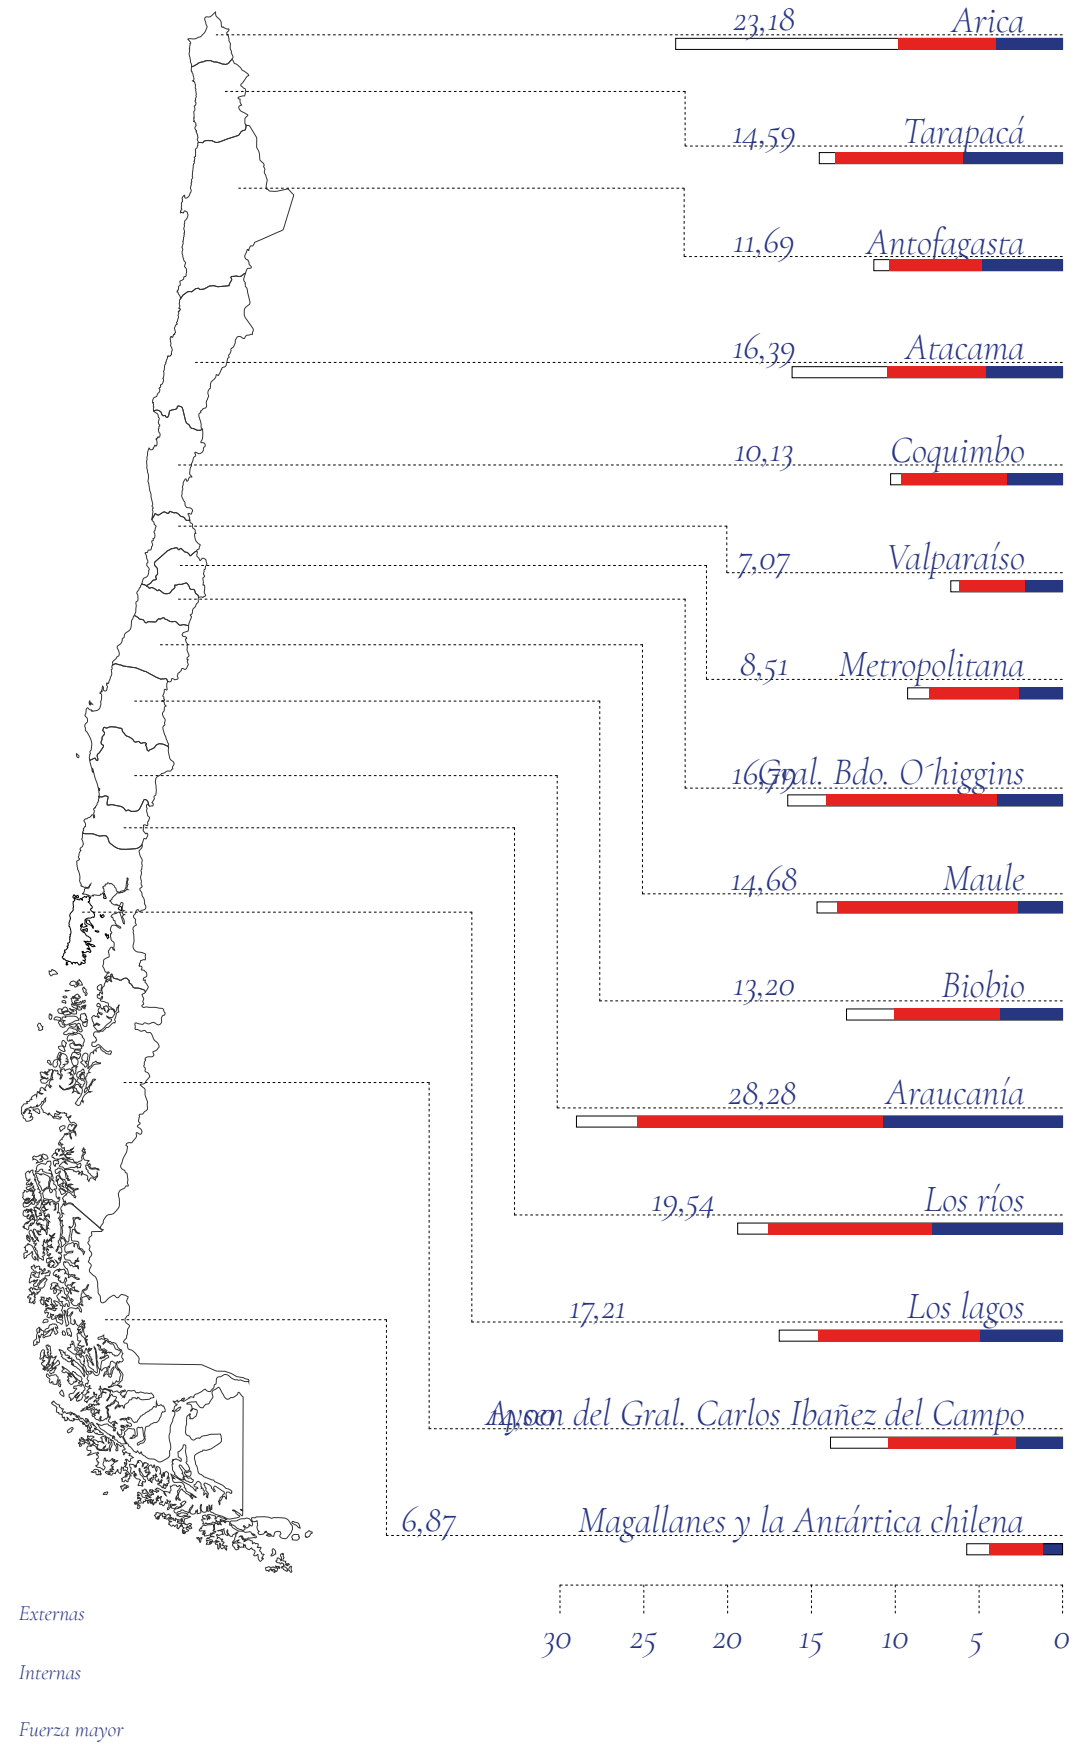 23,18 Arica
14,59 Tarapacá
11,69 Antofagasta
16,39 Atacama
10,13 Coquimbo
7,07 Valparaíso
8,51 Metropolitana
16,79 Gral. Bdo. O´higgins
14,68 Maule
13,20 Biobio
28,28 Araucanía
19,54 Los ríos
17,21 Los lagos
Aysen del Gral. Carlos Ibañez del Campo
6,87 Magallanes y la Antártica chilena
30 25 20 15 10 5 0
Externas
Internas
Fuerza mayor